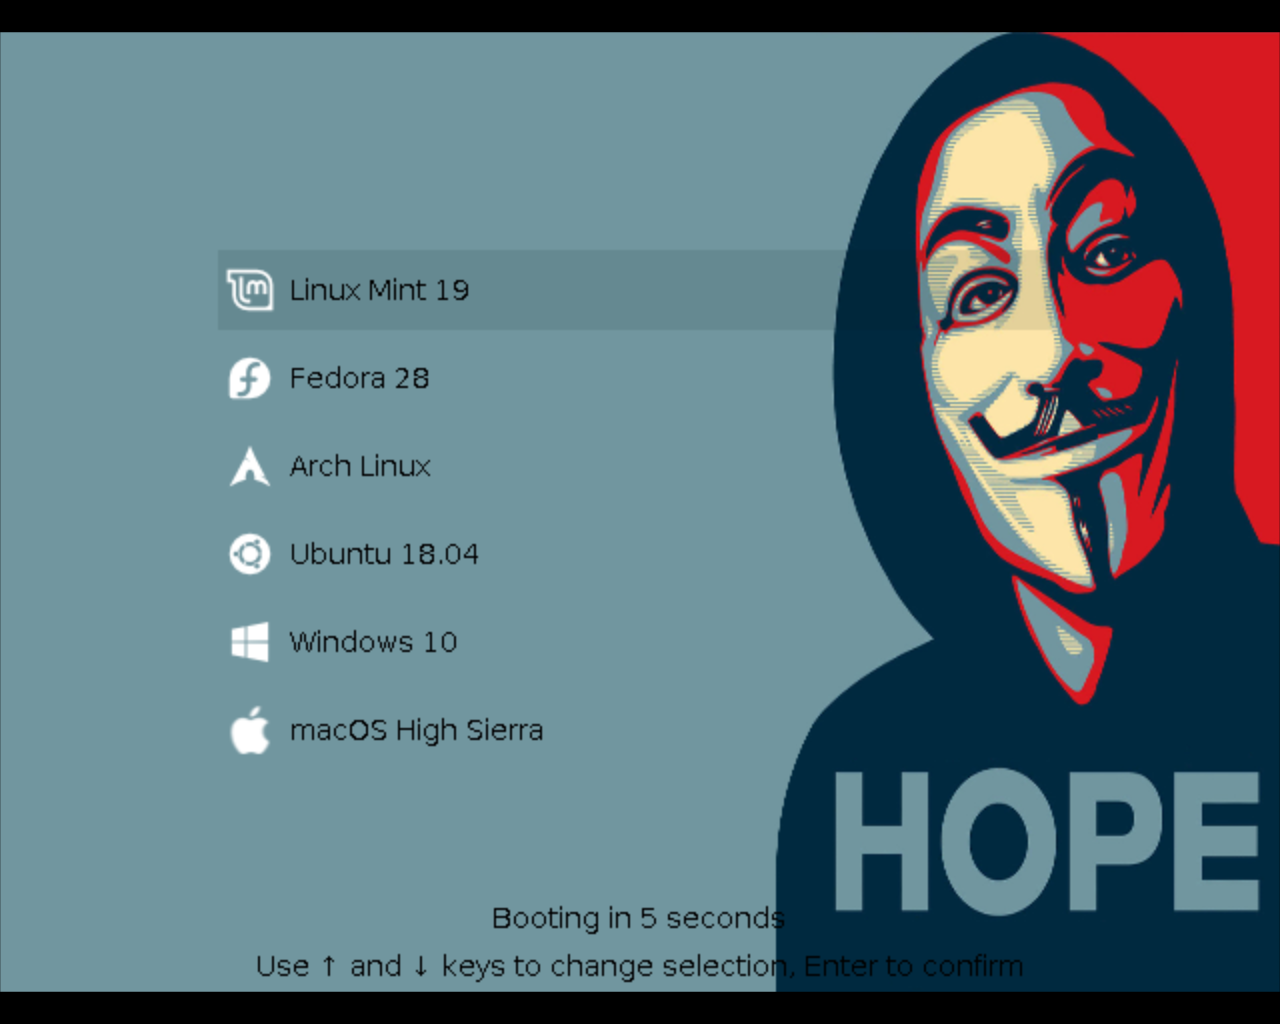 Linux Mint 19
Fedora 28
Arch Linux
Ubuntu 18.04
Windows 10
macOS High Sierra
HOPE
Booting in 5 seconds
Use ↑ and ↓ keys to change selection, Enter to confirm